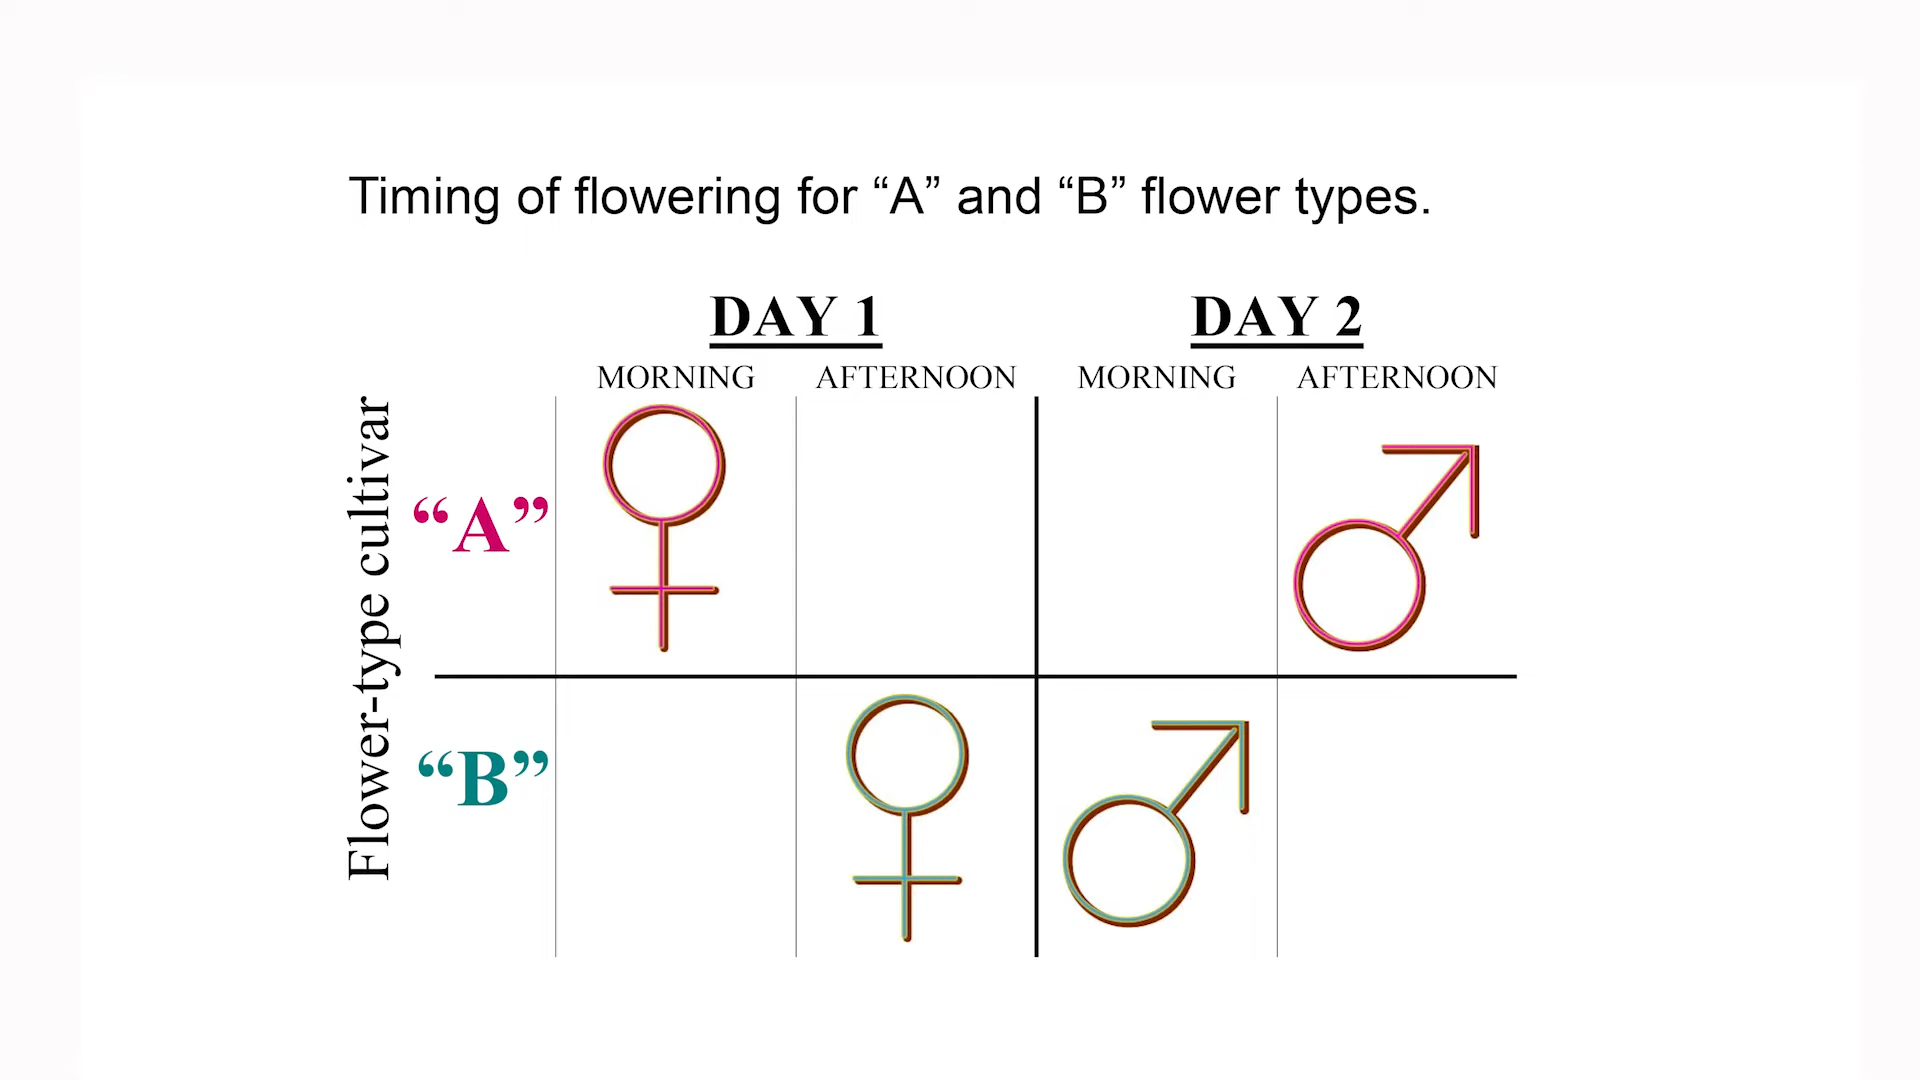 Timing of flowering for “A” and “B” flower types.
DAY 1
DAY 2
MORNING
AFTERNOON
MORNING
AFTERNOON
Flower-type cultivar
“A”
“B”